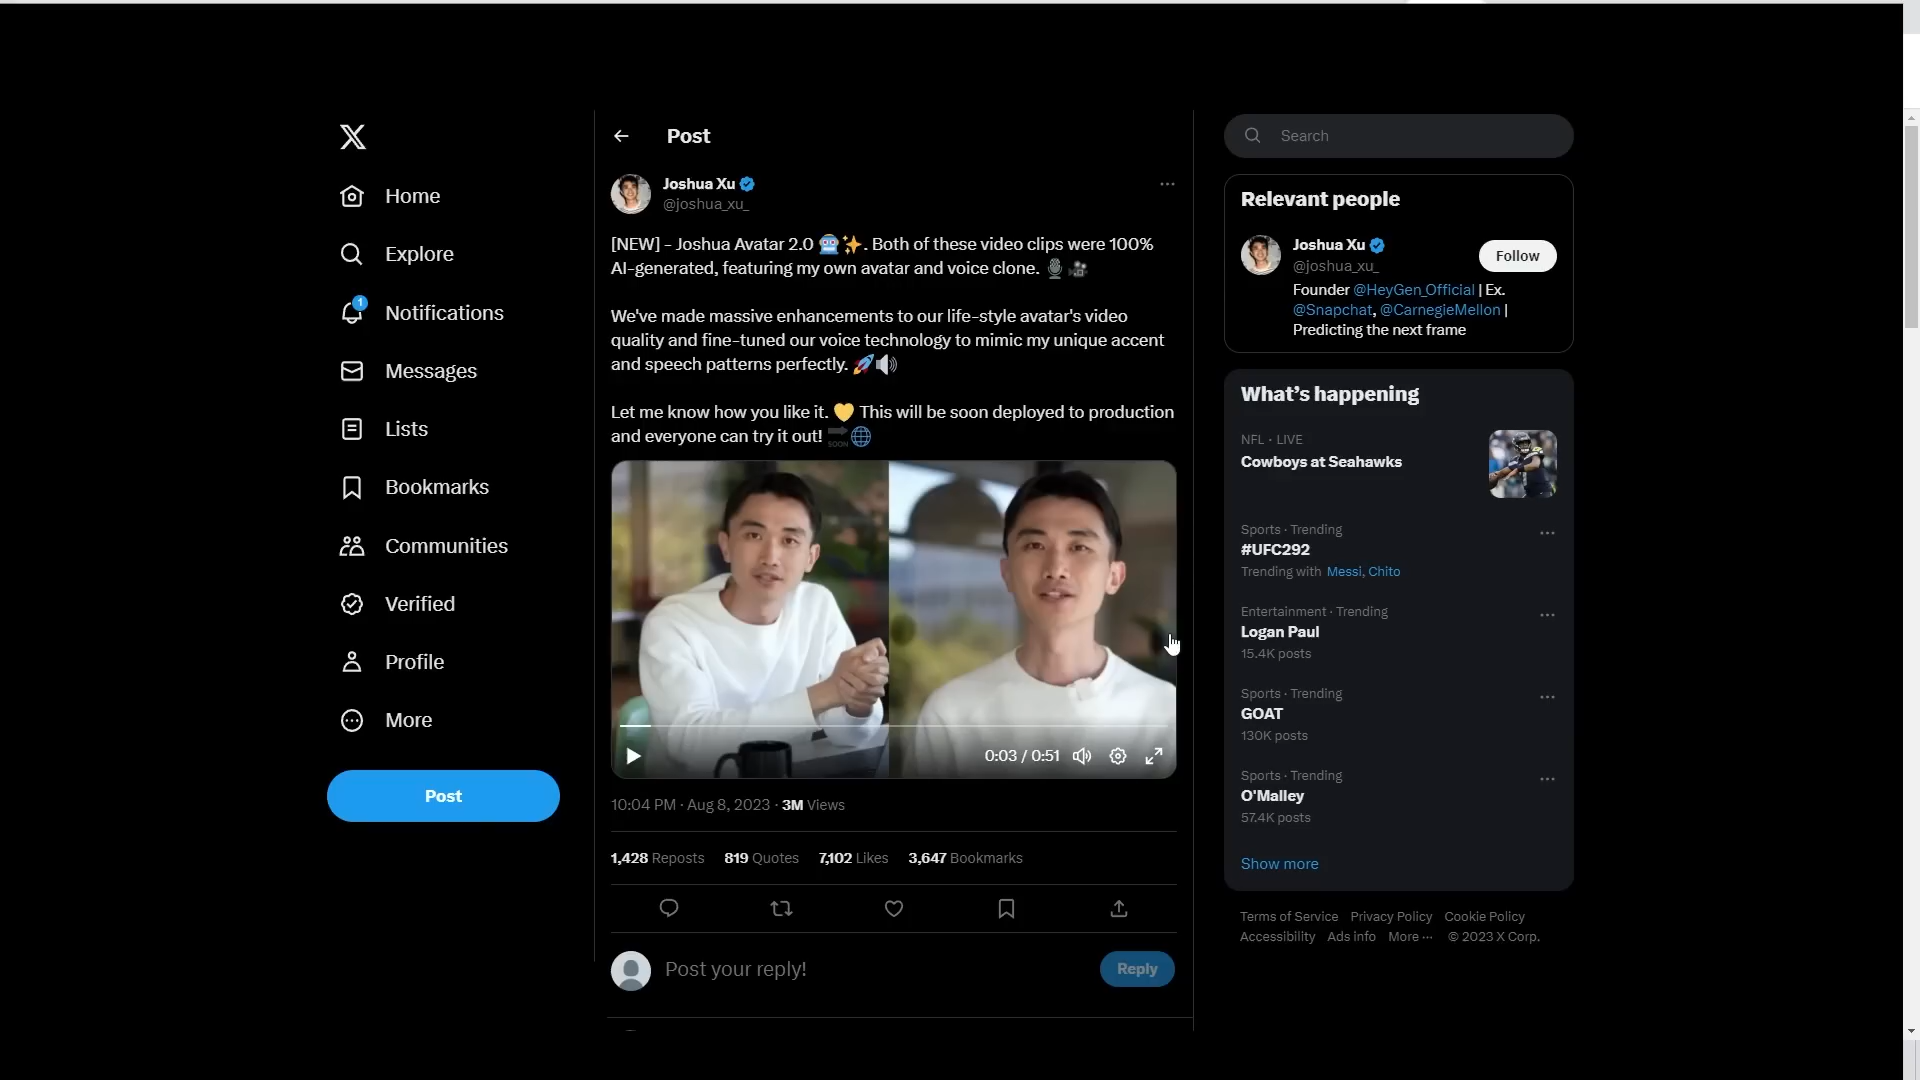 Home
Explore
1
Notifications
Messages
Lists
Bookmarks
Communities
Verified
Profile
More
Post
Post
Joshua Xu
@joshua_xu_
[NEW] - Joshua Avatar 2.0 🤖✨. Both of these video clips were 100%
AI-generated, featuring my own avatar and voice clone. 🎙️🎥
We've made massive enhancements to our life-style avatar's video
quality and fine-tuned our voice technology to mimic my unique accent
and speech patterns perfectly. 🚀🔊
Let me know how you like it. 💛 This will be soon deployed to production
and everyone can try it out! 🔜🌐
0:03 / 0:51
10:04 PM · Aug 8, 2023 · 3M Views
1,428 Reposts 819 Quotes 7,102 Likes 3,647 Bookmarks
Post your reply!
Reply
Search
Relevant people
Joshua Xu
@joshua_xu_
Follow
Founder @HeyGen_Official | Ex.
@Snapchat, @CarnegieMellon |
Predicting the next frame
What’s happening
NFL · LIVE
Cowboys at Seahawks
Sports · Trending
#UFC292
Trending with Messi, Chito
Entertainment · Trending
Logan Paul
15.4K posts
Sports · Trending
GOAT
130K posts
Sports · Trending
O'Malley
57.4K posts
Show more
Terms of Service Privacy Policy Cookie Policy
Accessibility Ads info More ··· © 2023 X Corp.